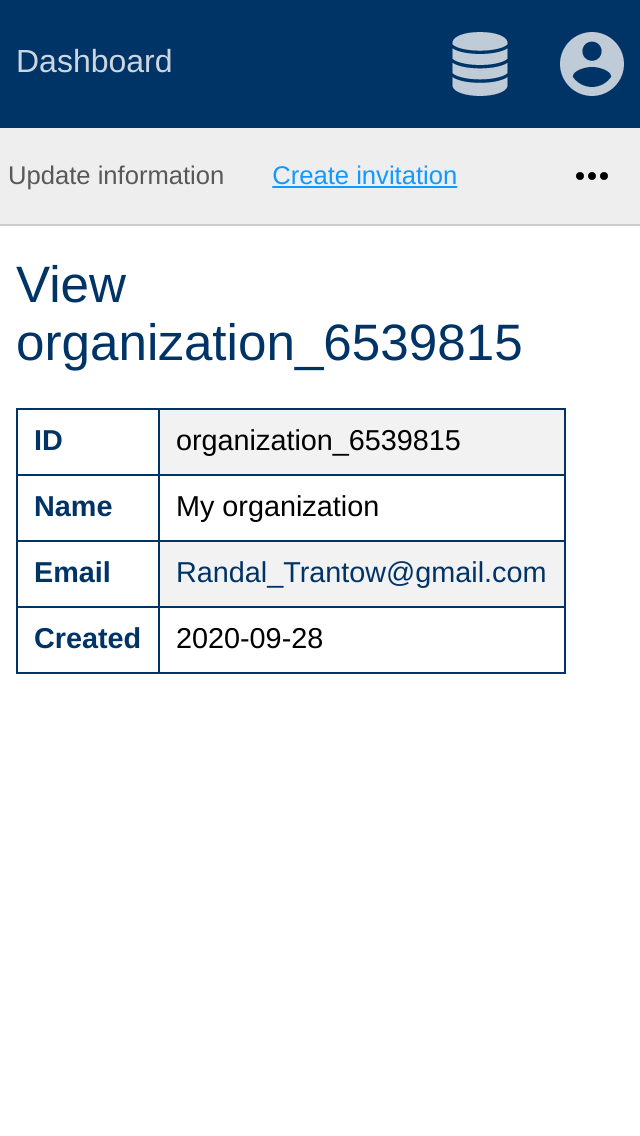 Dashboard
Update information Create invitation
View
organization_6539815
ID organization_6539815
Name My organization
Email Randal_Trantow@gmail.com
Created 2020-09-28